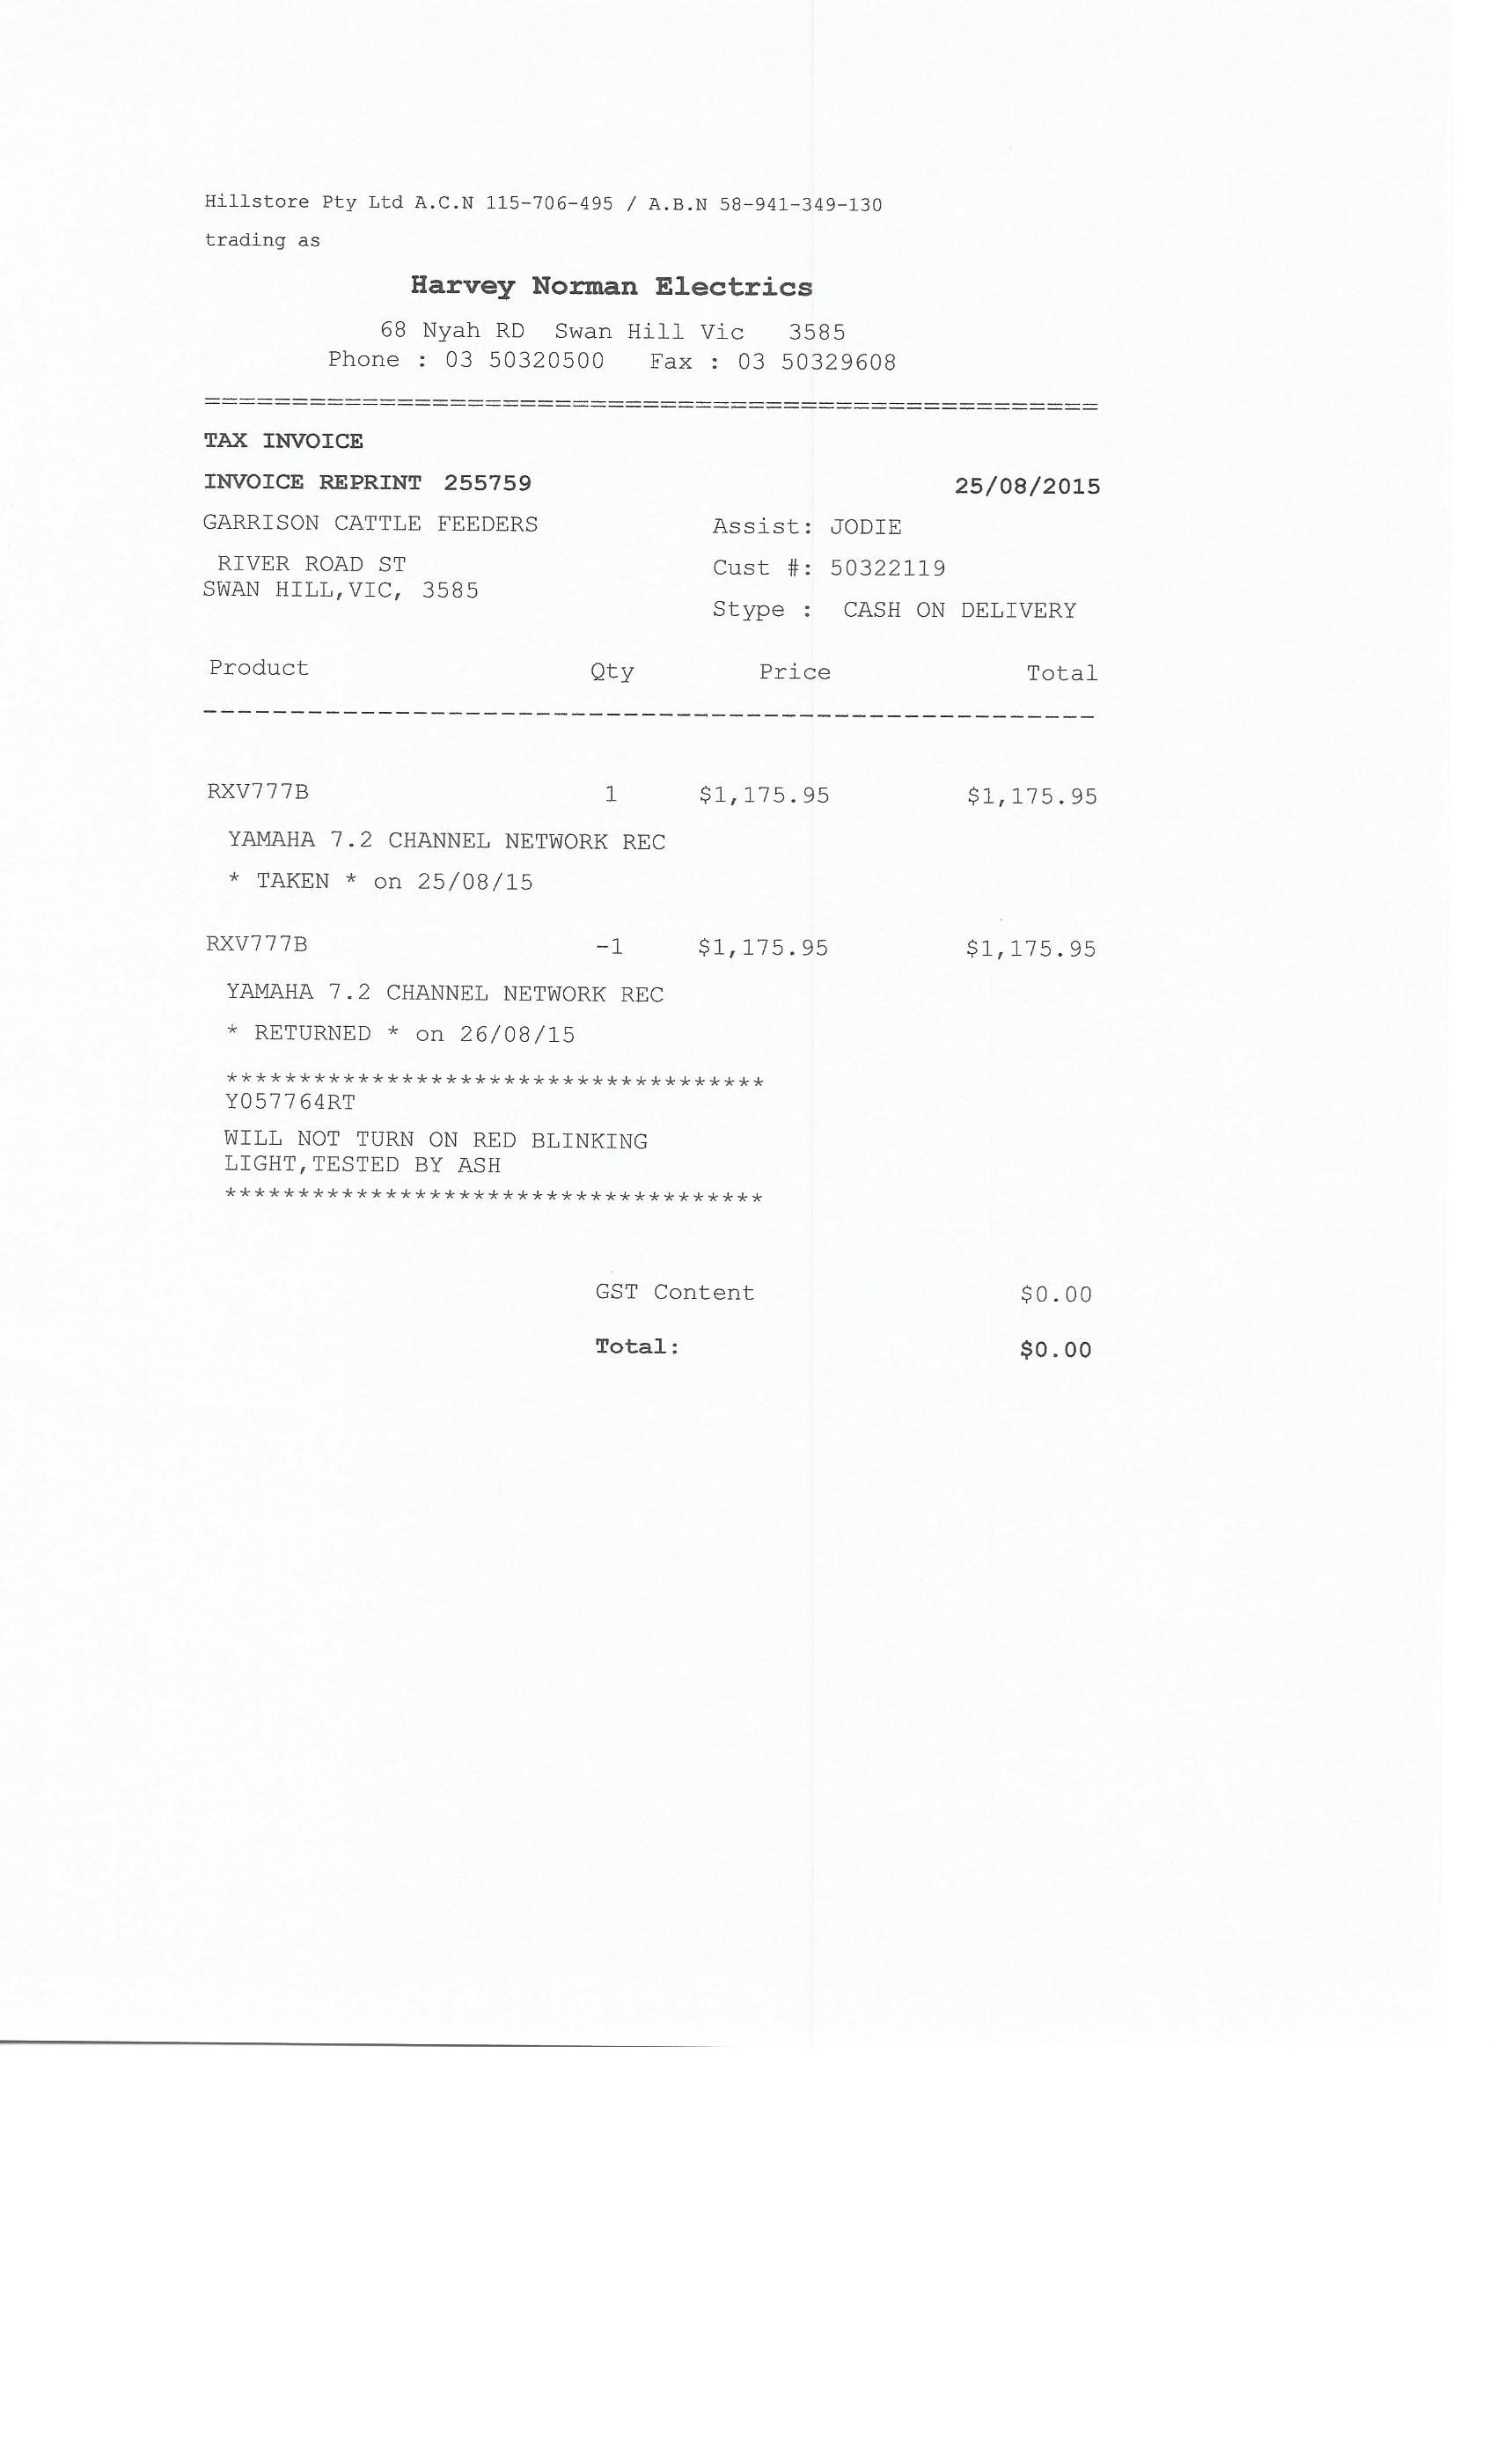 Hillstore Pty Ltd A.C.N 115-706-495 / A.B.N 58-941-349-130
trading as
Harvey Norman Electrics
68 Nyah RD  Swan Hill Vic   3585
Phone : 03 50320500   Fax : 03 50329608
=============================================================
TAX INVOICE
INVOICE REPRINT 255759 25/08/2015
GARRISON CATTLE FEEDERS Assist: JODIE
RIVER ROAD ST Cust #: 50322119
SWAN HILL,VIC, 3585
Stype :  CASH ON DELIVERY
Product Qty Price Total
-------------------------------------------------------------
RXV777B 1 $1,175.95 $1,175.95
YAMAHA 7.2 CHANNEL NETWORK REC
* TAKEN * on 25/08/15
RXV777B -1 $1,175.95 $1,175.95
YAMAHA 7.2 CHANNEL NETWORK REC
* RETURNED * on 26/08/15
*************************************
Y057764RT
WILL NOT TURN ON RED BLINKING
LIGHT,TESTED BY ASH
*************************************
GST Content $0.00
Total: $0.00